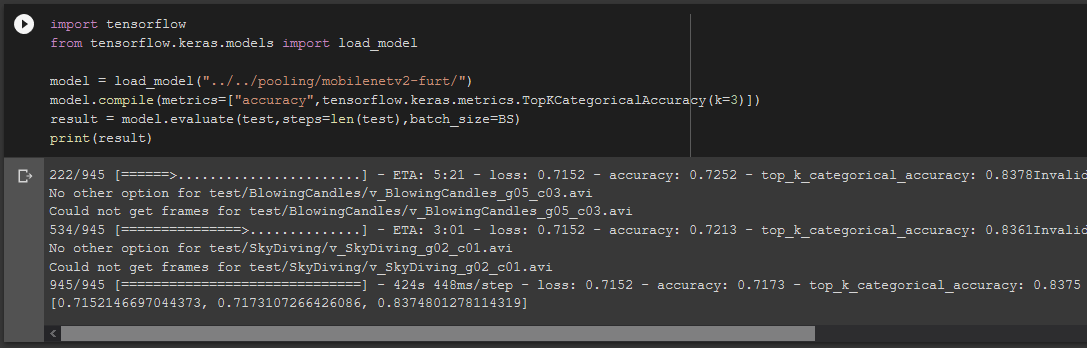 import tensorflow
from tensorflow.keras.models import load_model
model = load_model("../../pooling/mobilenetv2-furt/")
model.compile(metrics=["accuracy",tensorflow.keras.metrics.TopKCategoricalAccuracy(k=3)])
result = model.evaluate(test,steps=len(test),batch_size=BS)
print(result)
222/945 [======>.......................] - ETA: 5:21 - loss: 0.7152 - accuracy: 0.7252 - top_k_categorical_accuracy: 0.8378Invalid
No other option for test/BlowingCandles/v_BlowingCandles_g05_c03.avi
Could not get frames for test/BlowingCandles/v_BlowingCandles_g05_c03.avi
534/945 [===============>..............] - ETA: 3:01 - loss: 0.7152 - accuracy: 0.7213 - top_k_categorical_accuracy: 0.8361Invalid
No other option for test/SkyDiving/v_SkyDiving_g02_c01.avi
Could not get frames for test/SkyDiving/v_SkyDiving_g02_c01.avi
945/945 [==============================] - 424s 448ms/step - loss: 0.7152 - accuracy: 0.7173 - top_k_categorical_accuracy: 0.8375
[0.7152146697044373, 0.7173107266426086, 0.8374801278114319]